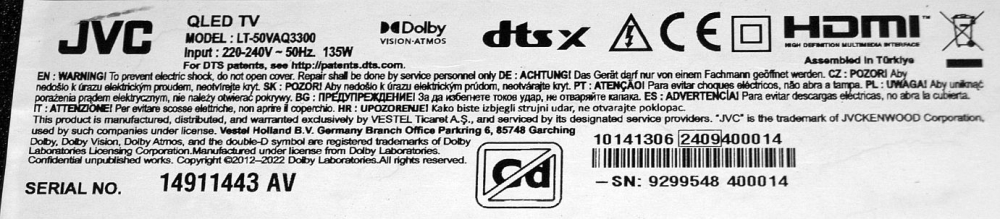 JVC
QLED TV
MODEL : LT-50VAQ3300
Input : 220-240V ~ 50Hz. 135W
For DTS patents, see http://patents.dts.com.
Dolby
VISION·ATMOS
dts x
HDMI
HIGH DEFINITION MULTIMEDIA INTERFACE
Assembled in Türkiye
EN : WARNING! To prevent electric shock, do not open cover. Repair shall be done by service personnel only DE : ACHTUNG! Das Gerät darf nur von einem Fachmann geöffnet werden. CZ : POZOR! Aby
nedošlo k úrazu elektrickým proudem, neotvírejte kryt. SK : POZOR! Aby nedošlo k úrazu elektrickým prúdom, neotvárajte kryt. PT : ATENÇÃO! Para evitar choques eléctricos, não abra a tampa. PL : UWAGA! Aby uniknąć
porażenia prądem elektrycznym, nie należy otwierać pokrywy. BG : ПРЕДУПРЕЖДЕНИЕ! За да избегнете токов удар, не отваряйте капака. ES : ADVERTENCIA! Para evitar descargas eléctricas, no abra la cubierta.
IT : ATTENZIONE! Per evitare scosse elettriche, non aprire il coperchio. HR : UPOZORENJE! Kako biste izbjegli strujni udar, ne otvarajte poklopac.
This product is manufactured, distributed, and warranted exclusively by VESTEL Ticaret A.Ş., and serviced by its designated service providers. "JVC" is the trademark of JVCKENWOOD Corporation,
used by such companies under license. Vestel Holland B.V. Germany Branch Office Parkring 6, 85748 Garching
Dolby, Dolby Vision, Dolby Atmos, and the double-D symbol are registered trademarks of Dolby
Laboratories Licensing Corporation.Manufactured under license from Dolby Laboratories.
Confidential unpublished works. Copyright ©2012-2022 Dolby Laboratories.All rights reserved.
SERIAL NO. 14911443 AV
Cd
10141306 2409400014
-SN: 9299548 400014